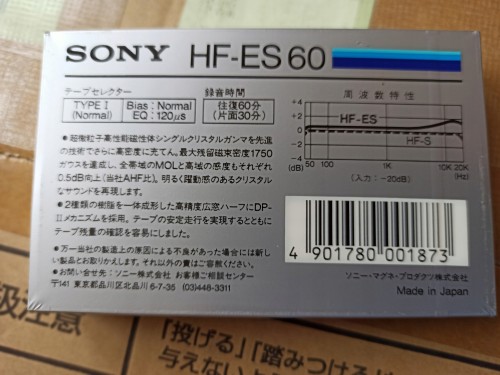 SONY HF-ES 60
テープセレクター
TYPE I
(Normal)
Bias: Normal
EQ: 120μs
録音時間
往復60分
(片面30分)
周波数特性
+4
+2
0
-2
-4
(dB)
HF-ES
HF-S
50
100
1K
10K
20K
(Hz)
(入力:-20dB)
●超微粒子高性能磁性体シングルクリスタルガンマを先進
の技術でさらに高密度に充てん。最大残留磁束密度1750
ガウスを達成し、全帯域のMOLと高域の感度もそれぞれ
0.5dB向上(当社AHF比)。明るく躍動感のあるクリスタル
なサウンドを再現します。
●2種類の樹脂を一体成形した高精度広窓ハーフにDP-
IIメカニズムを採用。テープの安定走行を実現するとともに
テープ残量の確認を容易にしました。
●万一当社の製造上の原因による不良があった場合には新し
い製品とお取りかえします。それ以外の責はご容赦ください。
●お問い合せ先:ソニー株式会社 お客様ご相談センター
〒141 東京都品川区北品川 6-7-35 (03)448-3311
4 901780 001873
ソニー・マグネ・プロダクツ株式会社
Made in Japan
級注意
「投げる」「踏みつける
与えないよう